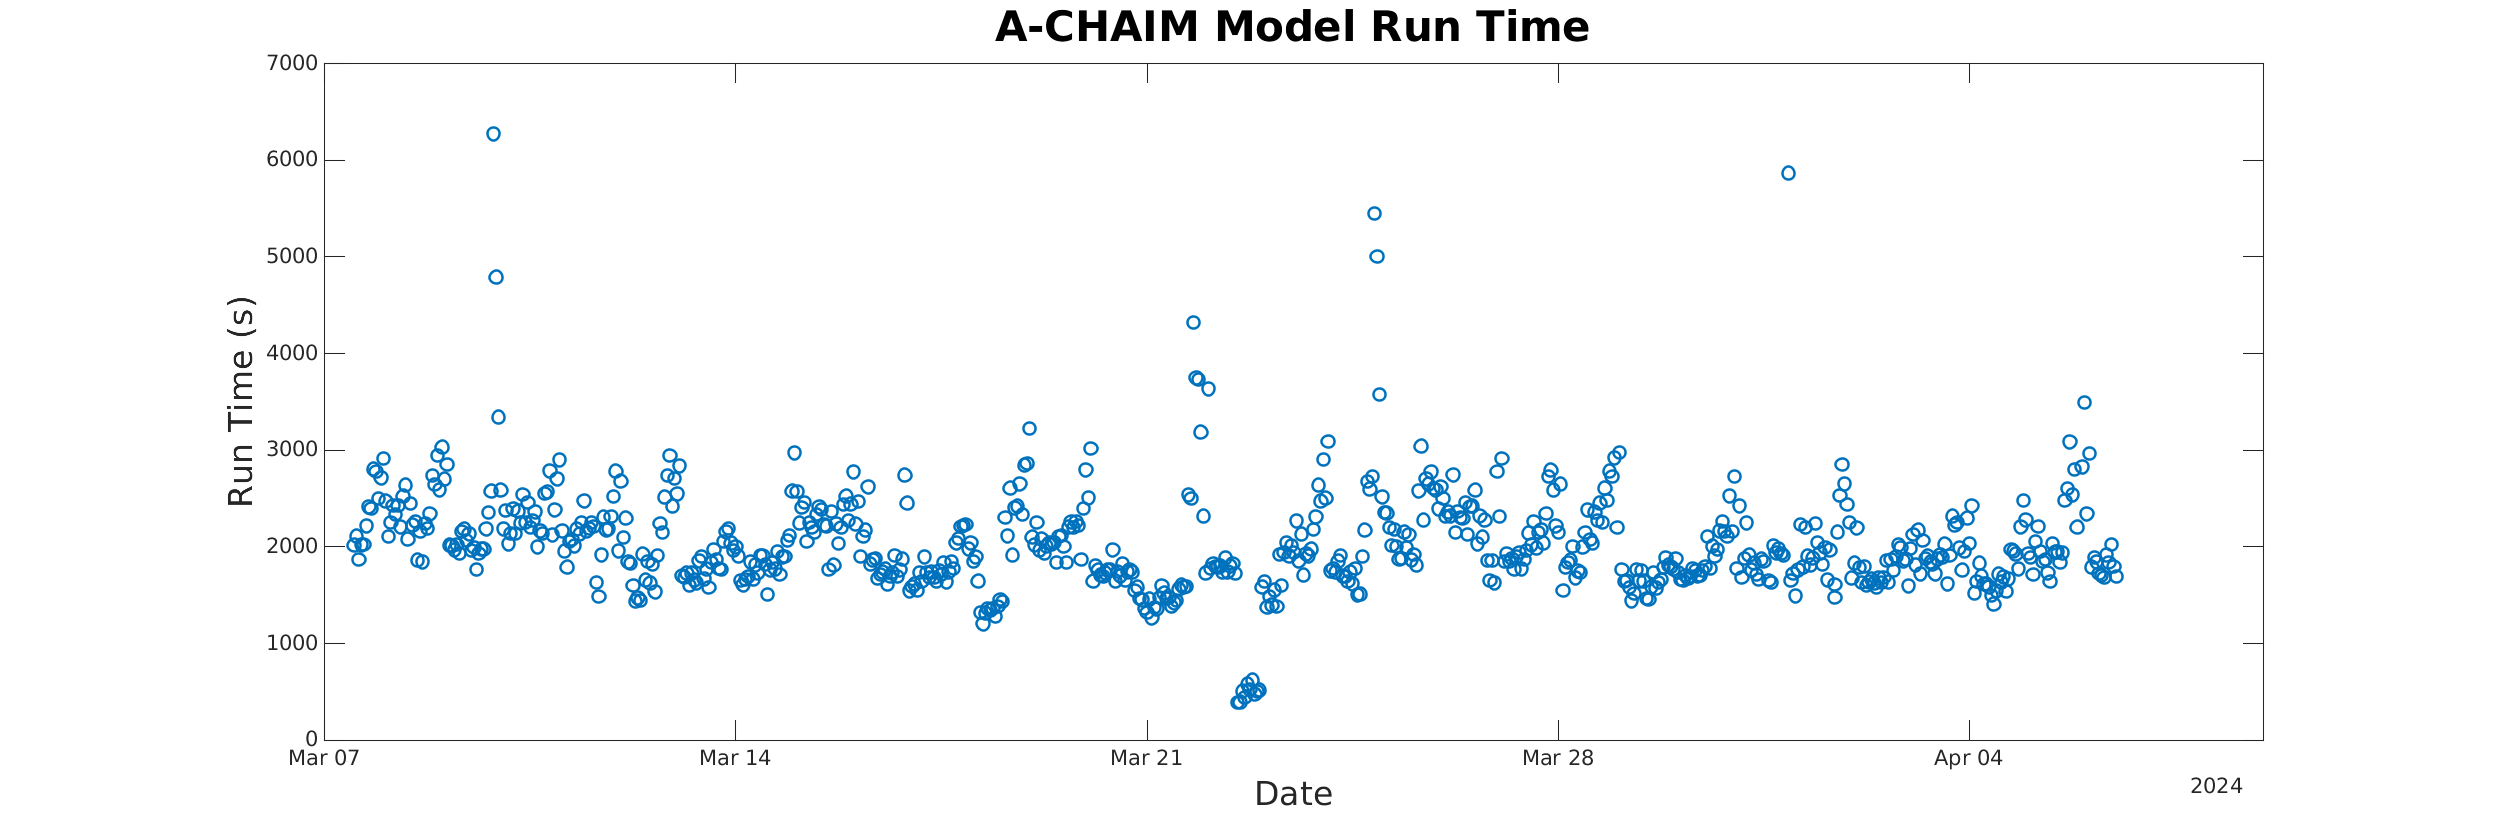 A-CHAIM Model Run Time
7000
6000
5000
4000
3000
2000
1000
0
Run Time (s)
Mar 07
Mar 14
Mar 21
Mar 28
Apr 04
2024
Date